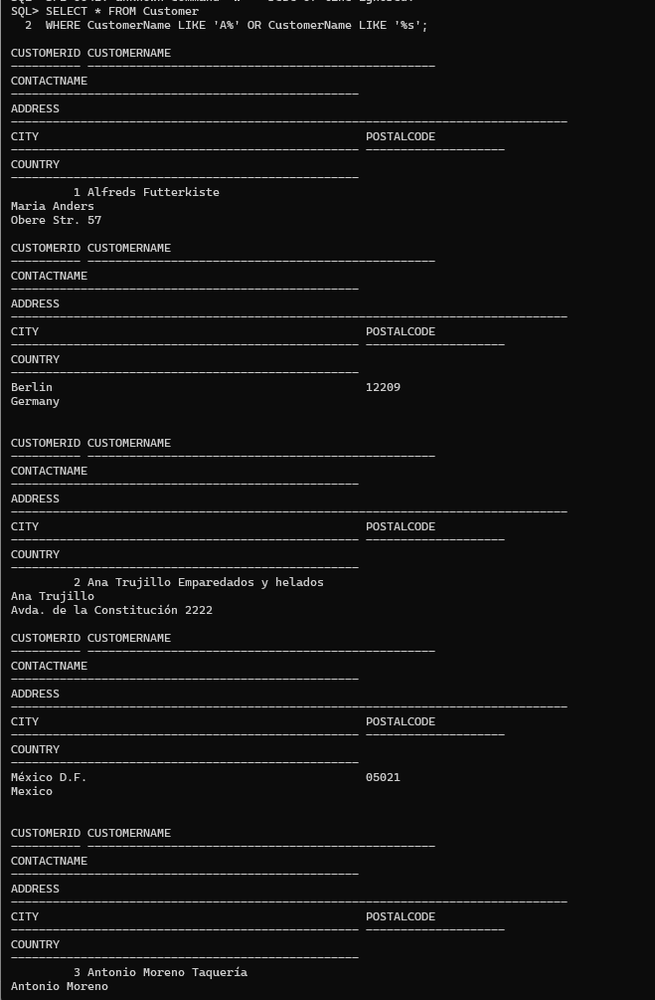 SQL> SELECT * FROM Customer
  2  WHERE CustomerName LIKE 'A%' OR CustomerName LIKE '%s';
CUSTOMERID CUSTOMERNAME
CONTACTNAME
ADDRESS
CITY POSTALCODE
COUNTRY
1 Alfreds Futterkiste
Maria Anders
Obere Str. 57
CUSTOMERID CUSTOMERNAME
CONTACTNAME
ADDRESS
CITY POSTALCODE
COUNTRY
Berlin 12209
Germany
CUSTOMERID CUSTOMERNAME
CONTACTNAME
ADDRESS
CITY POSTALCODE
COUNTRY
2 Ana Trujillo Emparedados y helados
Ana Trujillo
Avda. de la Constitución 2222
CUSTOMERID CUSTOMERNAME
CONTACTNAME
ADDRESS
CITY POSTALCODE
COUNTRY
México D.F. 05021
Mexico
CUSTOMERID CUSTOMERNAME
CONTACTNAME
ADDRESS
CITY POSTALCODE
COUNTRY
3 Antonio Moreno Taquería
Antonio Moreno